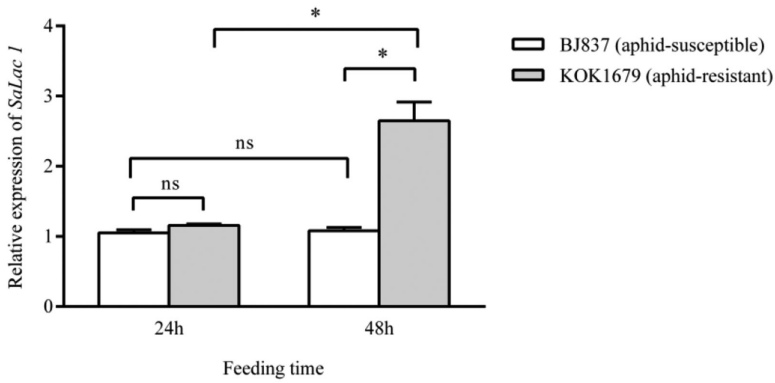 Relative expression of SaLac 1
4
3
2
1
0
*
*
ns
ns
BJ837 (aphid-susceptible)
KOK1679 (aphid-resistant)
24h
48h
Feeding time